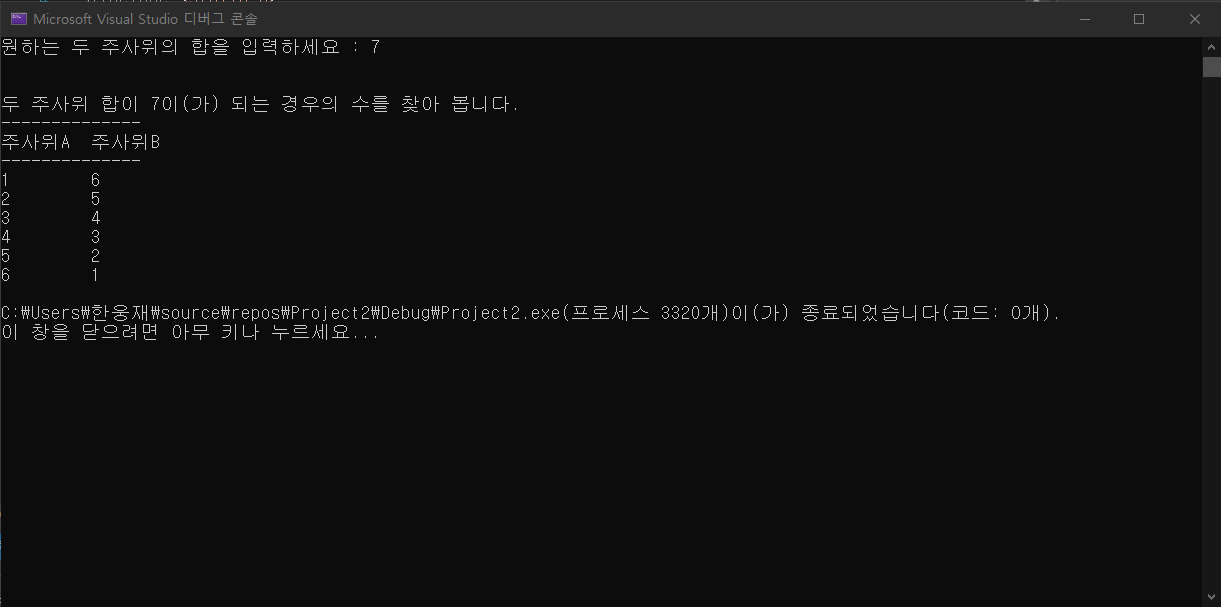 Microsoft Visual Studio 디버그 콘솔
원하는 두 주사위의 합을 입력하세요 : 7
두 주사위 합이 7이(가) 되는 경우의 수를 찾아 봅니다.
--------------
주사위A  주사위B
--------------
1        6
2        5
3        4
4        3
5        2
6        1
C:₩Users₩한웅재₩source₩repos₩Project2₩Debug₩Project2.exe(프로세스 3320개)이(가) 종료되었습니다(코드: 0개).
이 창을 닫으려면 아무 키나 누르세요...